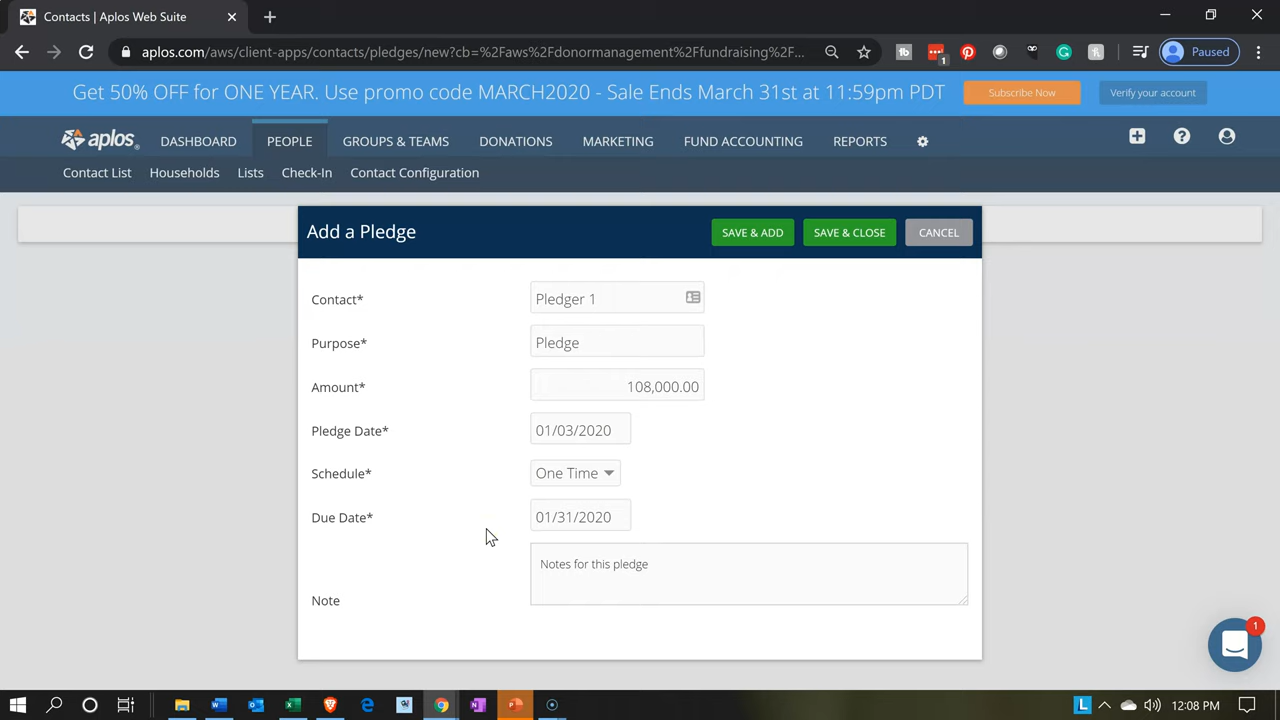 Contacts | Aplos Web Suite
aplos.com/aws/client-apps/contacts/pledges/new?cb=%2Faws%2Fdonormanagement%2Ffundraising%2F...
Paused
Get 50% OFF for ONE YEAR. Use promo code MARCH2020 - Sale Ends March 31st at 11:59pm PDT
Subscribe Now
Verify your account
aplos
DASHBOARD PEOPLE GROUPS & TEAMS DONATIONS MARKETING FUND ACCOUNTING REPORTS
Contact List Households Lists Check-In Contact Configuration
Add a Pledge
SAVE & ADD SAVE & CLOSE CANCEL
Contact* Pledger 1
Purpose* Pledge
Amount* 108,000.00
Pledge Date* 01/03/2020
Schedule* One Time
Due Date* 01/31/2020
Notes for this pledge
Note
1
12:08 PM